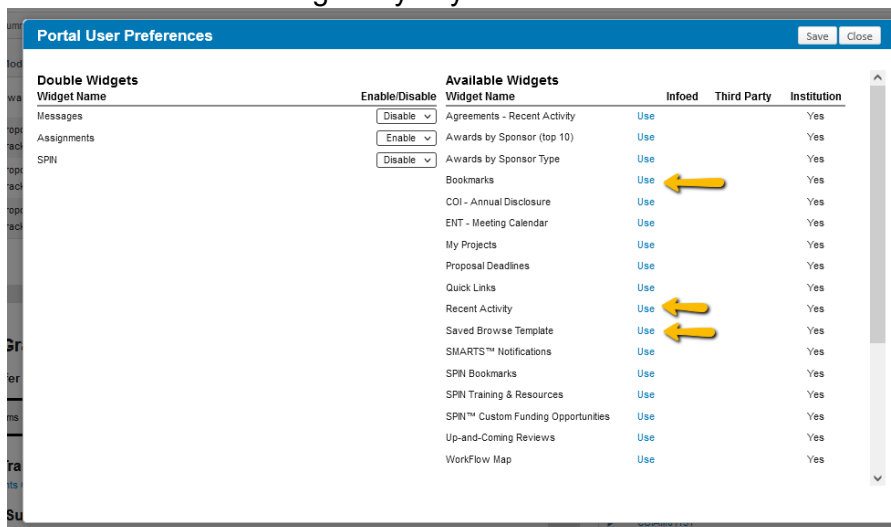 Portal User Preferences Save Close
Double Widgets Available Widgets
Widget Name Enable/Disable Widget Name Infoed Third Party Institution
Messages Disable Agreements - Recent Activity Use Yes
Assignments Enable Awards by Sponsor (top 10) Use Yes
SPIN Disable Awards by Sponsor Type Use Yes
Bookmarks Use Yes
COI - Annual Disclosure Use Yes
ENT - Meeting Calendar Use Yes
My Projects Use Yes
Proposal Deadlines Use Yes
Quick Links Use Yes
Recent Activity Use Yes
Saved Browse Template Use Yes
SMARTS™ Notifications Use Yes
SPIN Bookmarks Use Yes
SPIN Training & Resources Use Yes
SPIN™ Custom Funding Opportunities Use Yes
Up-and-Coming Reviews Use Yes
WorkFlow Map Use Yes